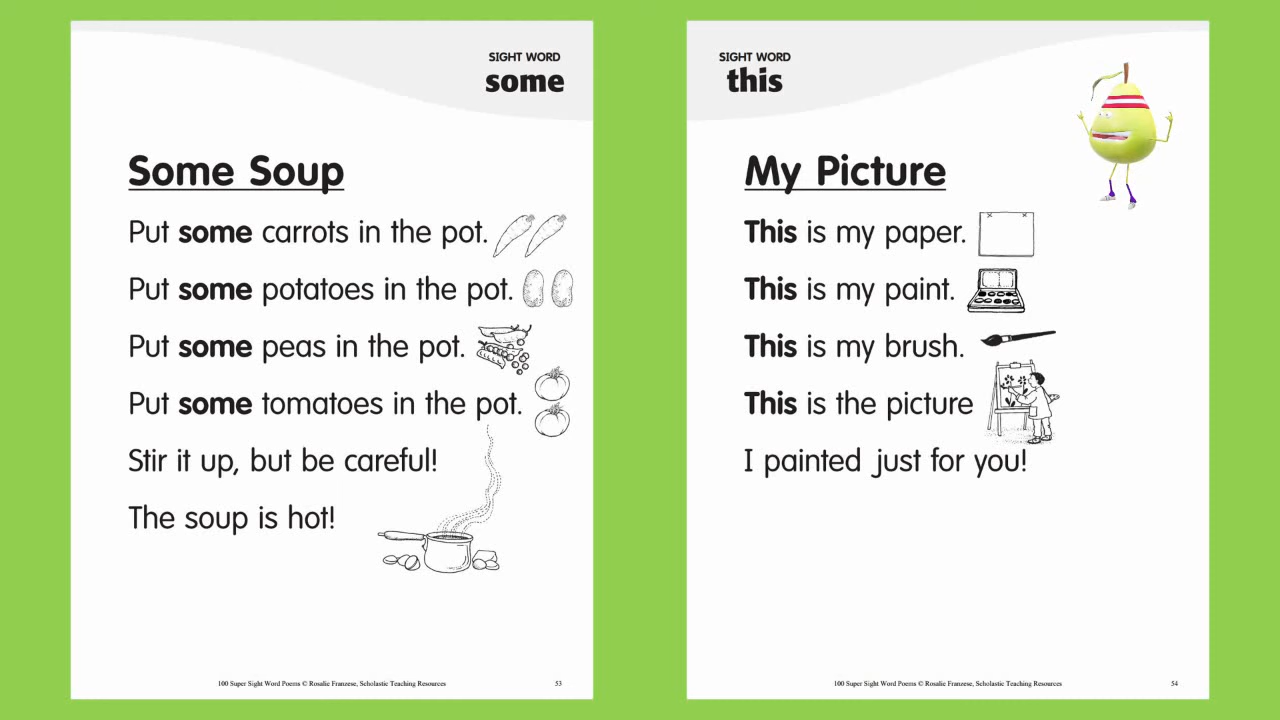 SIGHT WORD
some
Some Soup
Put some carrots in the pot.
Put some potatoes in the pot.
Put some peas in the pot.
Put some tomatoes in the pot.
Stir it up, but be careful!
The soup is hot!
100 Super Sight Word Poems © Rosalie Franzese, Scholastic Teaching Resources
53
SIGHT WORD
this
My Picture
This is my paper.
This is my paint.
This is my brush.
This is the picture
I painted just for you!
100 Super Sight Word Poems © Rosalie Franzese, Scholastic Teaching Resources
54